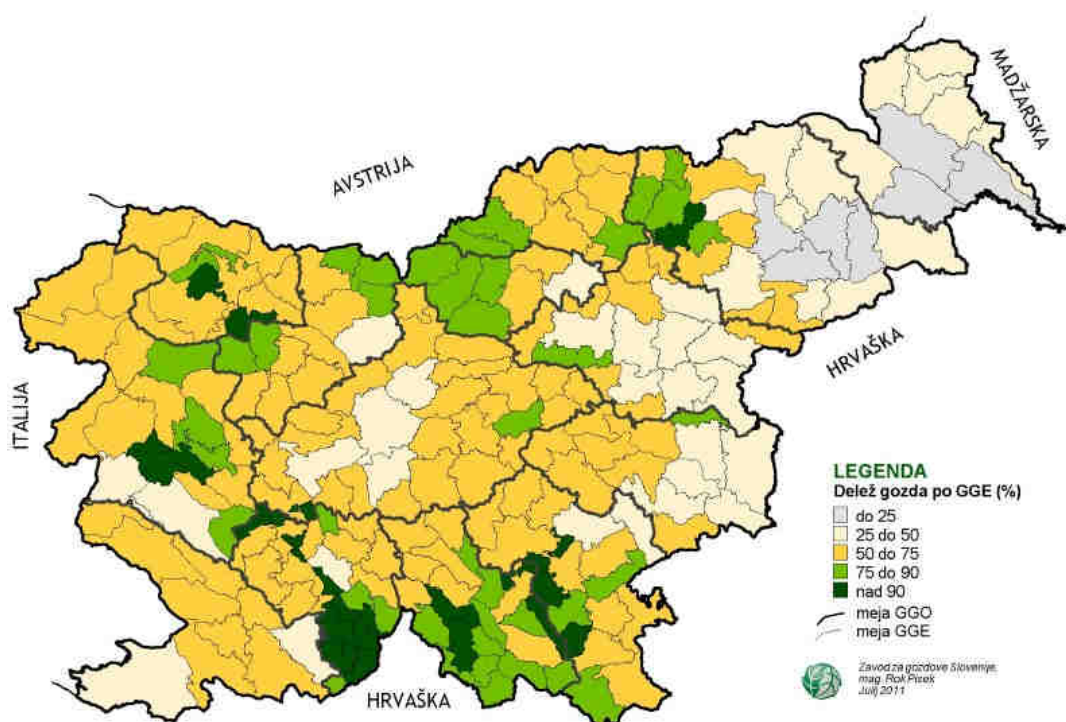 MADŽARSKA
AVSTRIJA
HRVAŠKA
ITALIJA
LEGENDA
Delež gozda po GGE (%)
do 25
25 do 50
50 do 75
75 do 90
nad 90
meja GGO
meja GGE
Zavod za gozdove Slovenije,
mag. Rok Pisek
Julij 2011
HRVAŠKA